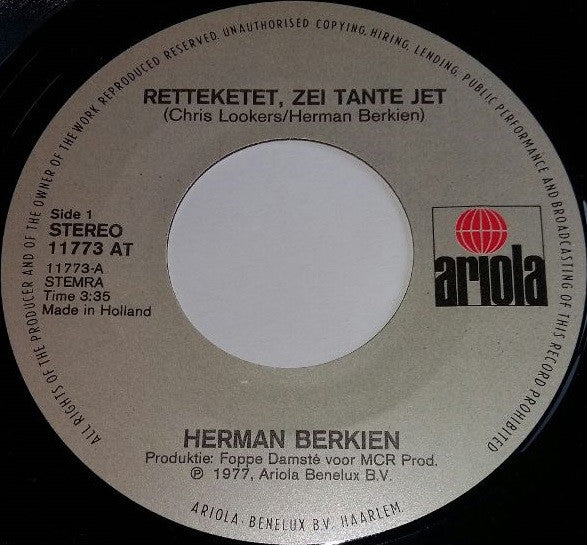 ALL RIGHTS OF THE PRODUCER AND OF THE OWNER OF THE WORK REPRODUCED RESERVED. UNAUTHORISED COPYING, HIRING, LENDING, PUBLIC PERFORMANCE AND BROADCASTING OF THIS RECORD PROHIBITED
RETTEKETET, ZEI TANTE JET
(Chris Lookers/Herman Berkien)
Side 1
STEREO
11773 AT
11773-A
STEMRA
Time 3:35
Made in Holland
ariola
HERMAN BERKIEN
Produktie: Foppe Damsté voor MCR Prod.
℗ 1977, Ariola Benelux B.V.
ARIOLA-BENELUX B.V. HAARLEM.